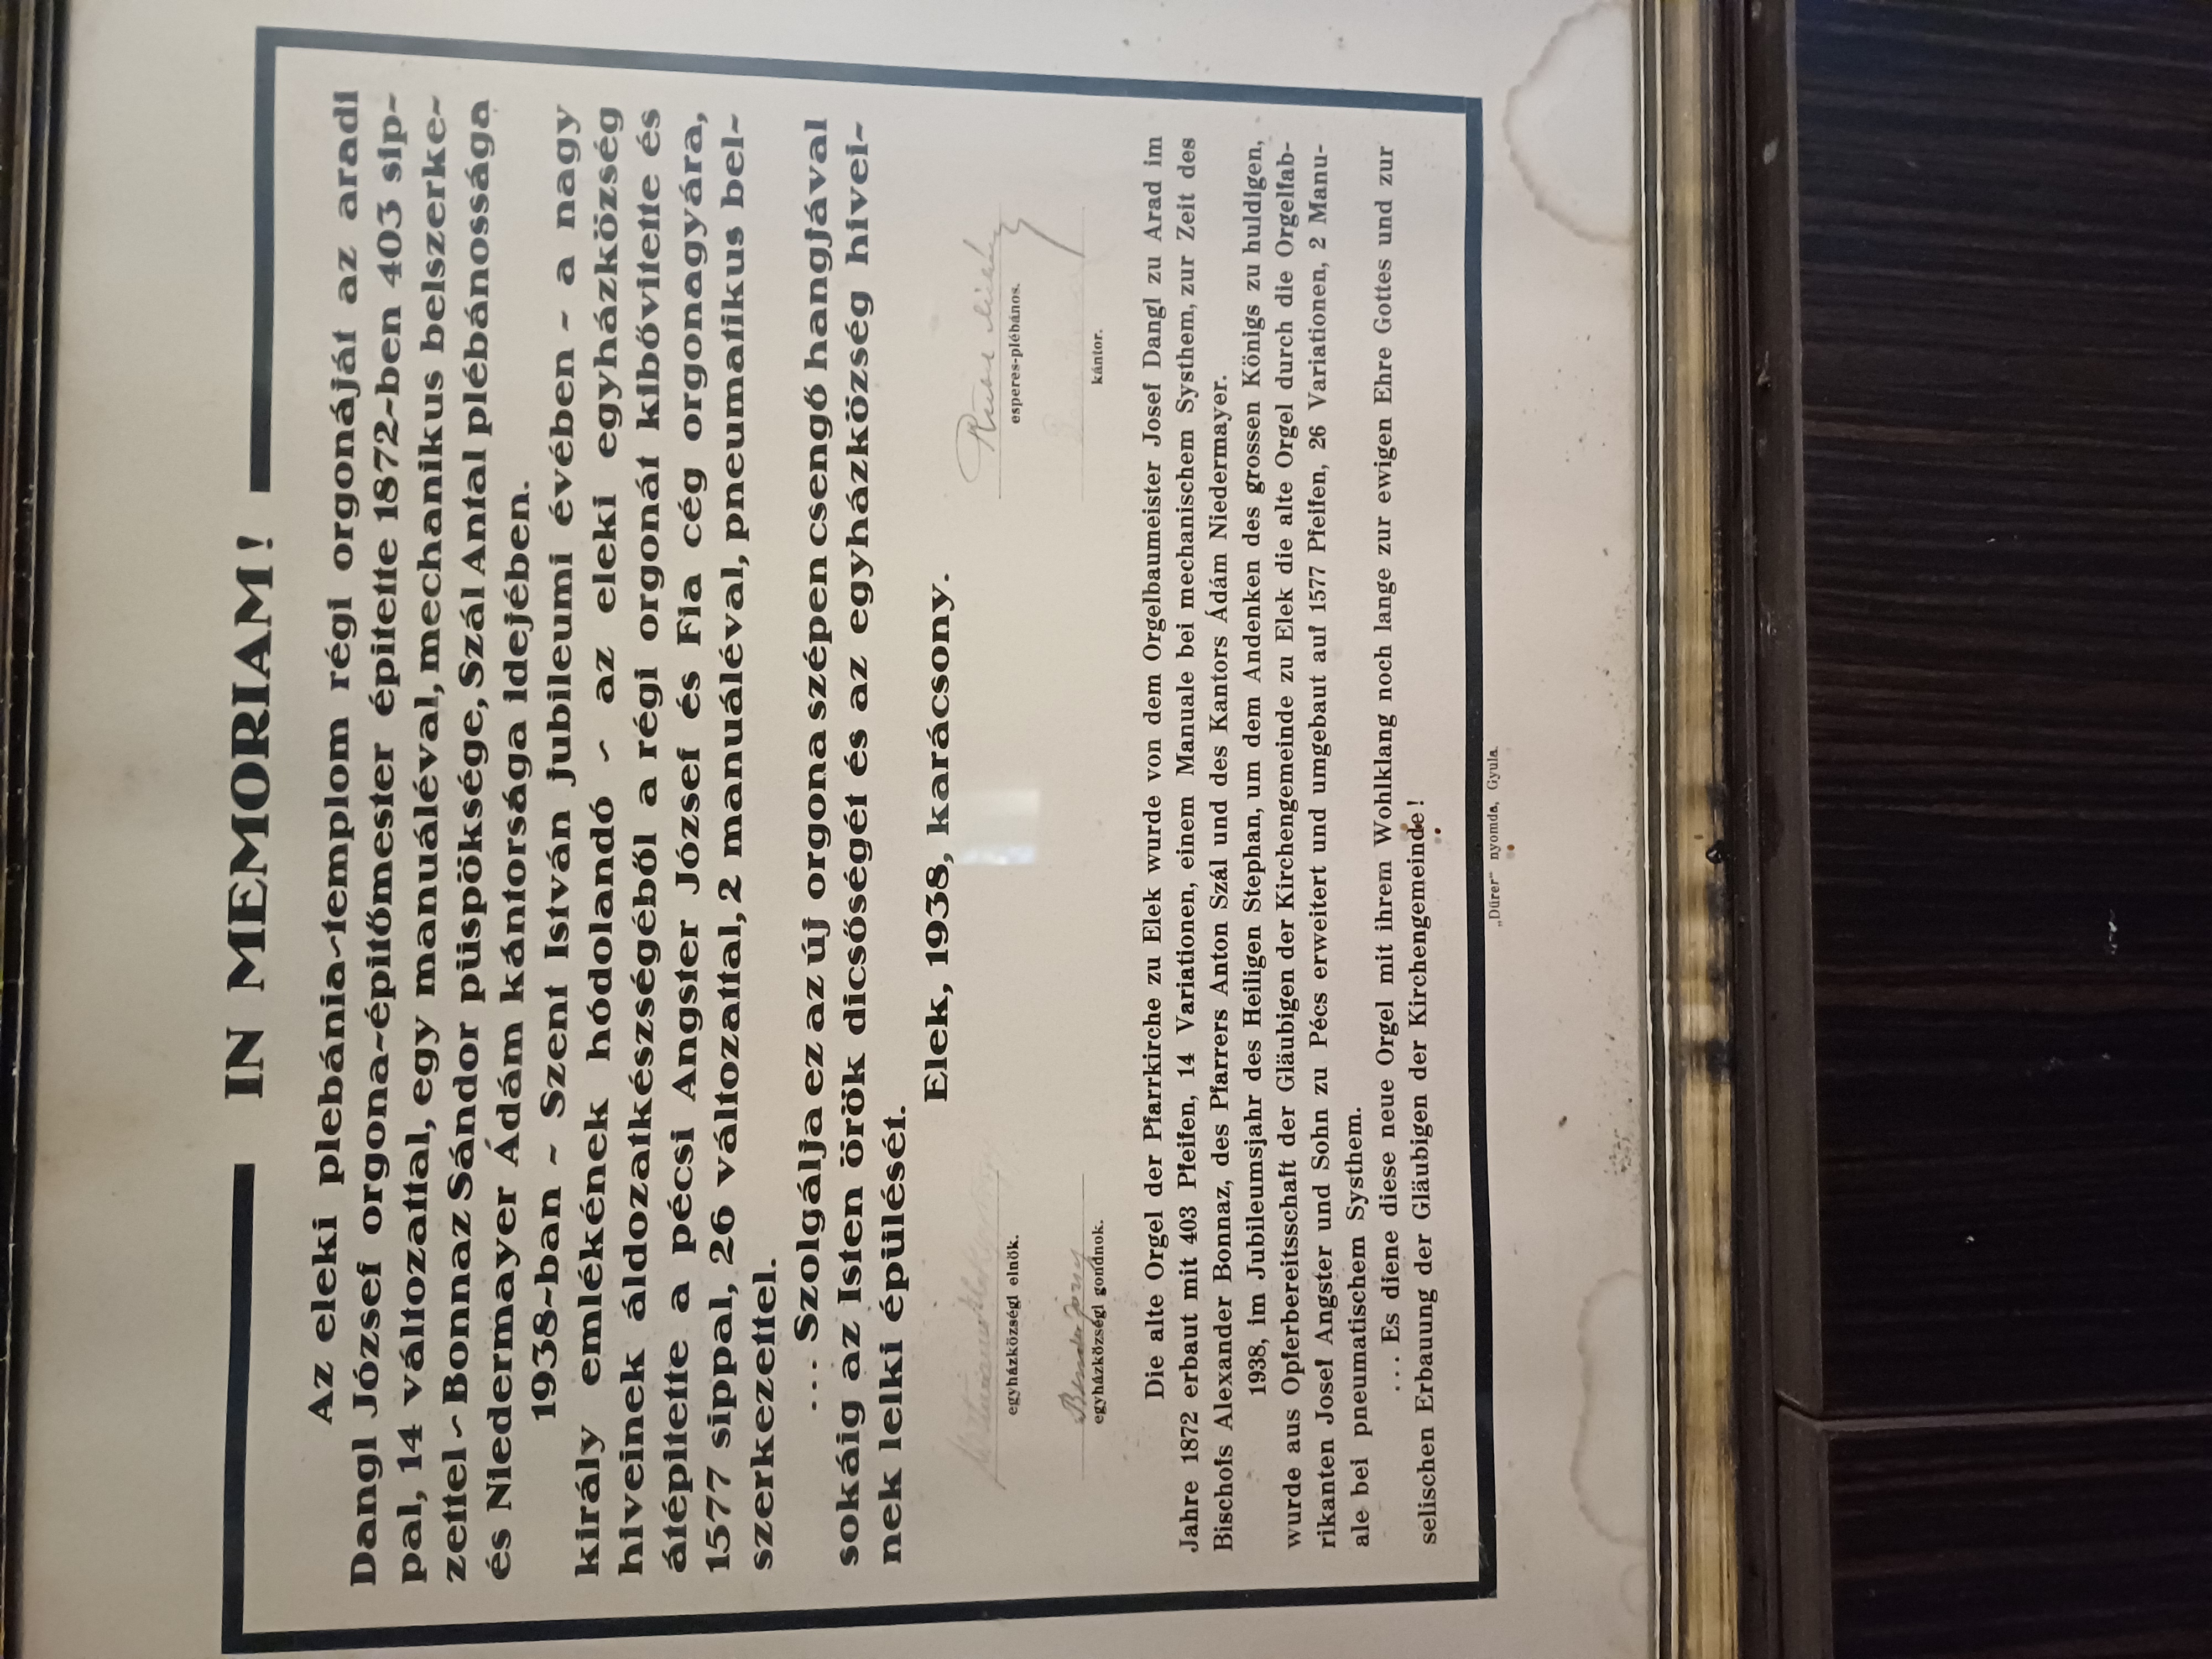 IN MEMORIAM!
Az eleki plebánia-templom régi orgonáját az aradi
Dangl József orgona-épitőmester épitette 1872-ben 403 sip-
pal, 14 változattal, egy manuáléval, mechanikus belszerke-
zettel - Bonnaz Sándor püspöksége, Szál Antal plébánossága
és Niedermayer Ádám kántorsága idejében.
1938-ban - Szent István jubileumi évében - a nagy
király emlékének hódolandó - az eleki egyházközség
hiveinek áldozatkészségéből a régi orgonát kibővitette és
átépitette a pécsi Angster József és Fia cég orgonagyára,
1577 sippal, 26 változattal, 2 manuáléval, pneumatikus bel-
szerkezettel.
... Szolgálja ez az új orgona szépen csengő hangjával
sokáig az Isten örök dicsőségét és az egyházközség hivei-
nek lelki épülését.
Elek, 1938, karácsony.
egyházközségi elnök.
esperes-plébános.
Bender
egyházközségi gondnok.
kántor.
Die alte Orgel der Pfarrkirche zu Elek wurde von dem Orgelbaumeister Josef Dangl zu Arad im
Jahre 1872 erbaut mit 403 Pfeifen, 14 Variationen, einem Manuale bei mechanischem Systhem, zur Zeit des
Bischofs Alexander Bonnaz, des Pfarrers Anton Szál und des Kantors Ádám Niedermayer.
1938, im Jubileumsjahr des Heiligen Stephan, um dem Andenken des grossen Königs zu huldigen,
wurde aus Opferbereitsschaft der Gläubigen der Kirchengemeinde zu Elek die alte Orgel durch die Orgelfab-
rikanten Josef Angster und Sohn zu Pécs erweitert und umgebaut auf 1577 Pfeifen, 26 Variationen, 2 Manu-
ale bei pneumatischem Systhem.
... Es diene diese neue Orgel mit ihrem Wohlklang noch lange zur ewigen Ehre Gottes und zur
selischen Erbauung der Gläubigen der Kirchengemeinde!
„Dürer“ nyomda, Gyula.